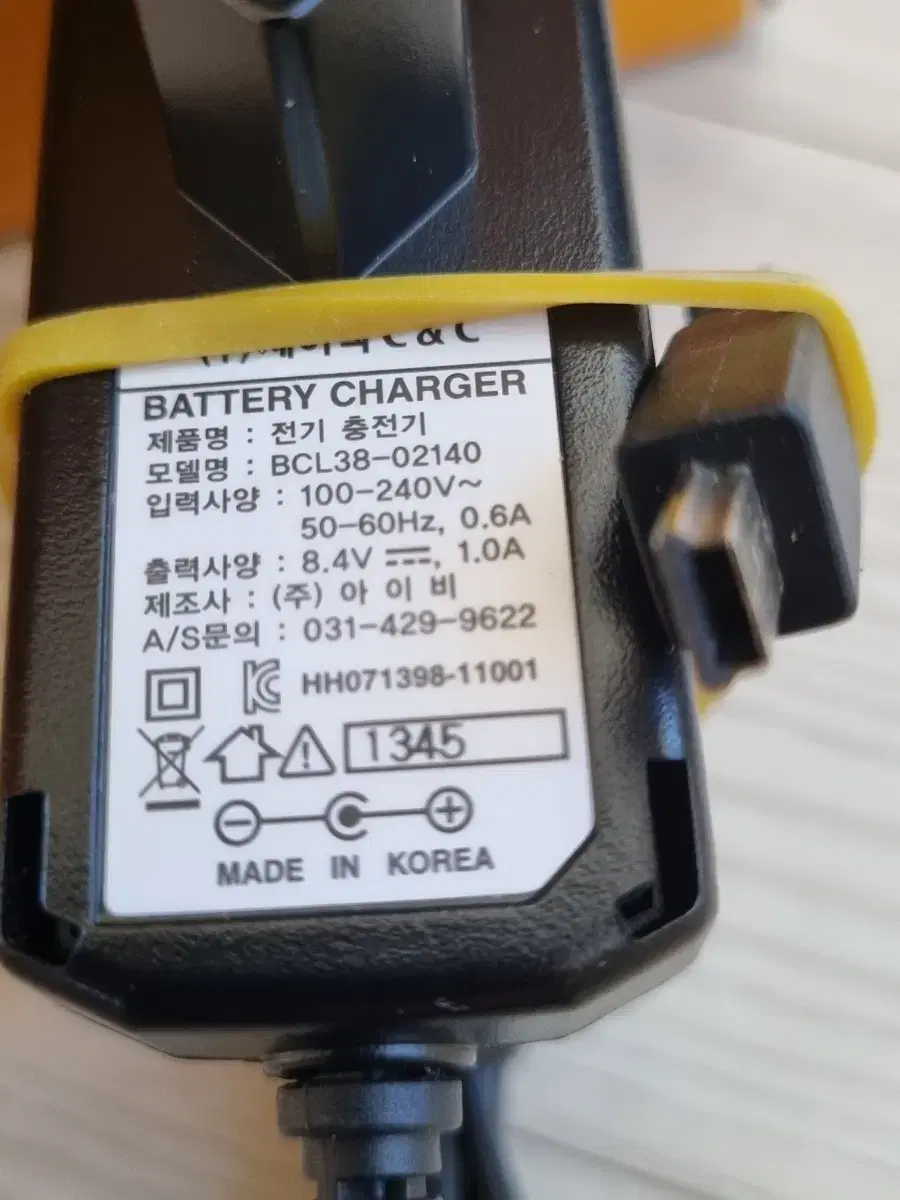 C & C
BATTERY CHARGER
제품명 : 전기 충전기
모델명 : BCL38-02140
입력사양 : 100-240V~
50-60Hz, 0.6A
출력사양 : 8.4V ⎓, 1.0A
제조사 : (주) 아 이 비
A/S문의 : 031-429-9622
HH071398-11001
1345
MADE IN KOREA